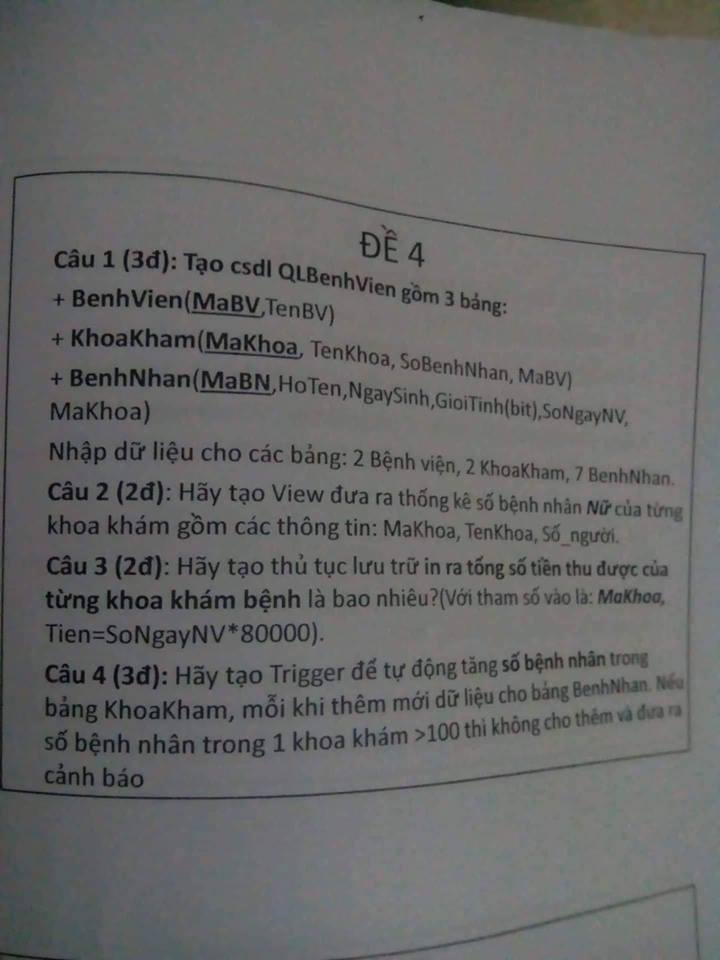 ĐỀ 4
Câu 1 (3đ): Tạo csdl QLBenhVien gồm 3 bảng:
+ BenhVien(MaBV,TenBV)
+ KhoaKham(MaKhoa, TenKhoa, SoBenhNhan, MaBV)
+ BenhNhan(MaBN,HoTen,NgaySinh,GioiTinh(bit),SoNgayNV,
MaKhoa)
Nhập dữ liệu cho các bảng: 2 Bệnh viện, 2 KhoaKham, 7 BenhNhan.
Câu 2 (2đ): Hãy tạo View đưa ra thống kê số bệnh nhân Nữ của từng
khoa khám gồm các thông tin: MaKhoa, TenKhoa, Số_người.
Câu 3 (2đ): Hãy tạo thủ tục lưu trữ in ra tổng số tiền thu được của
từng khoa khám bệnh là bao nhiêu?(Với tham số vào là: MaKhoa,
Tien=SoNgayNV*80000).
Câu 4 (3đ): Hãy tạo Trigger để tự động tăng số bệnh nhân trong
bảng KhoaKham, mỗi khi thêm mới dữ liệu cho bảng BenhNhan. Nếu
số bệnh nhân trong 1 khoa khám >100 thì không cho thêm và đưa ra
cảnh báo